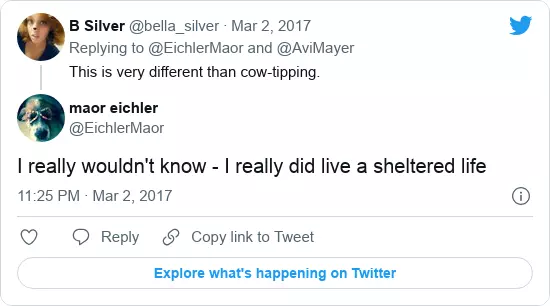 B Silver @bella_silver · Mar 2, 2017
Replying to @EichlerMaor and @AviMayer
This is very different than cow-tipping.
maor eichler
@EichlerMaor
I really wouldn't know - I really did live a sheltered life
11:25 PM · Mar 2, 2017
Reply Copy link to Tweet
Explore what's happening on Twitter